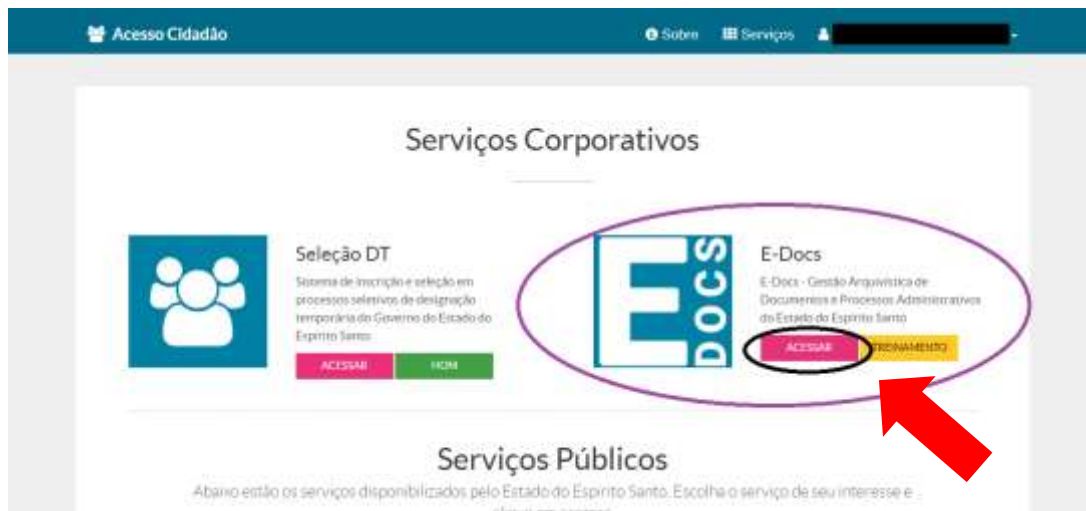 Acesso Cidadão
Sobre
Serviços
Serviços Corporativos
Seleção DT
Sistema de inscrição e seleção em
processos seletivos de designação
temporária do Governo do Estado do
Espírito Santo
ACESSAR
HOM
E DOCS
E-Docs
E-Docs - Gestão Arquivística de
Documentos e Processos Administrativos
do Estado do Espírito Santo
ACESSAR
TREINAMENTO
Serviços Públicos
Abaixo estão os serviços disponibilizados pelo Estado do Espírito Santo. Escolha o serviço de seu interesse e